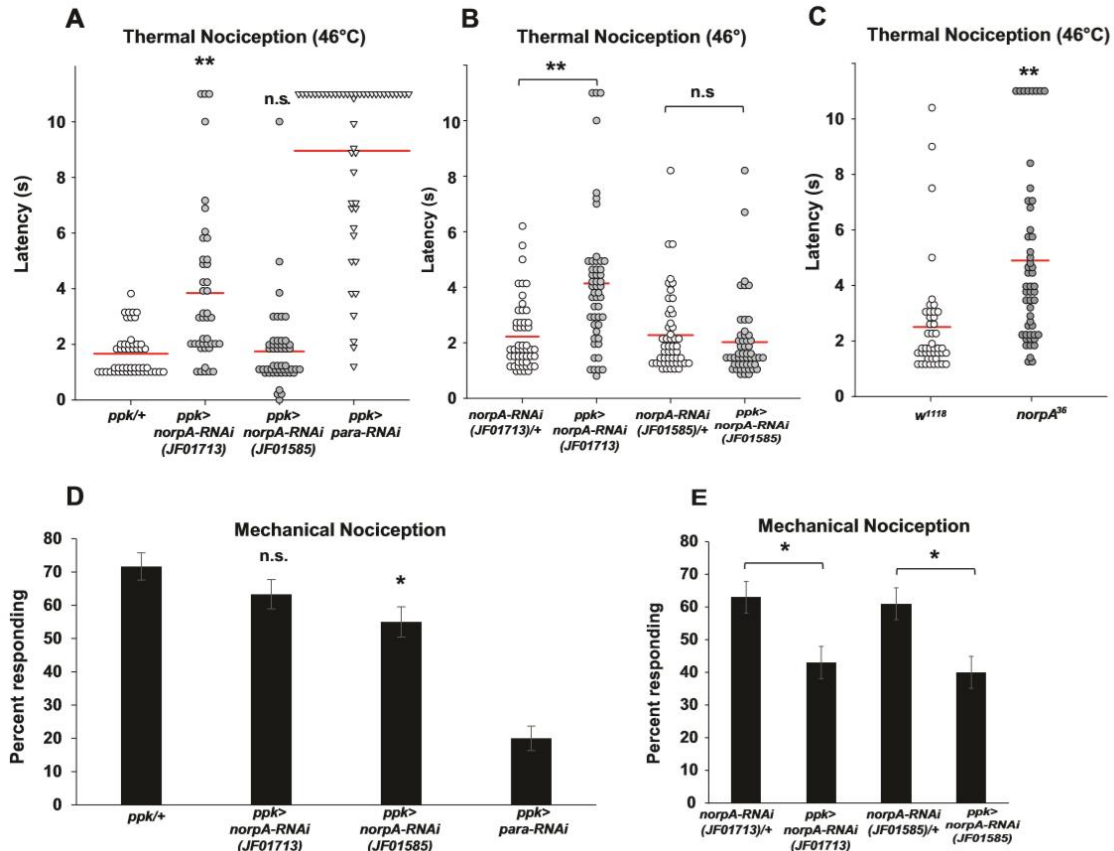 A
Thermal Nociception (46°C)
**
n.s.
Latency (s)
10
8
6
4
2
0
ppk/+
ppk>
norpA-RNAi
(JF01713)
ppk>
norpA-RNAi
(JF01585)
ppk>
para-RNAi
B
Thermal Nociception (46°)
**
n.s
Latency (s)
10
8
6
4
2
0
norpA-RNAi
(JF01713)/+
ppk>
norpA-RNAi
(JF01713)
norpA-RNAi
(JF01585)/+
ppk>
norpA-RNAi
(JF01585)
C
Thermal Nociception (46°C)
**
Latency (s)
10
8
6
4
2
0
w1118
norpA36
D
Mechanical Nociception
n.s.
*
Percent responding
80
70
60
50
40
30
20
10
0
ppk/+
ppk>
norpA-RNAi
(JF01713)
ppk>
norpA-RNAi
(JF01585)
ppk>
para-RNAi
E
Mechanical Nociception
*
*
Percent responding
80
70
60
50
40
30
20
10
0
norpA-RNAi
(JF01713)/+
ppk>
norpA-RNAi
(JF01713)
norpA-RNAi
(JF01585)/+
ppk>
norpA-RNAi
(JF01585)